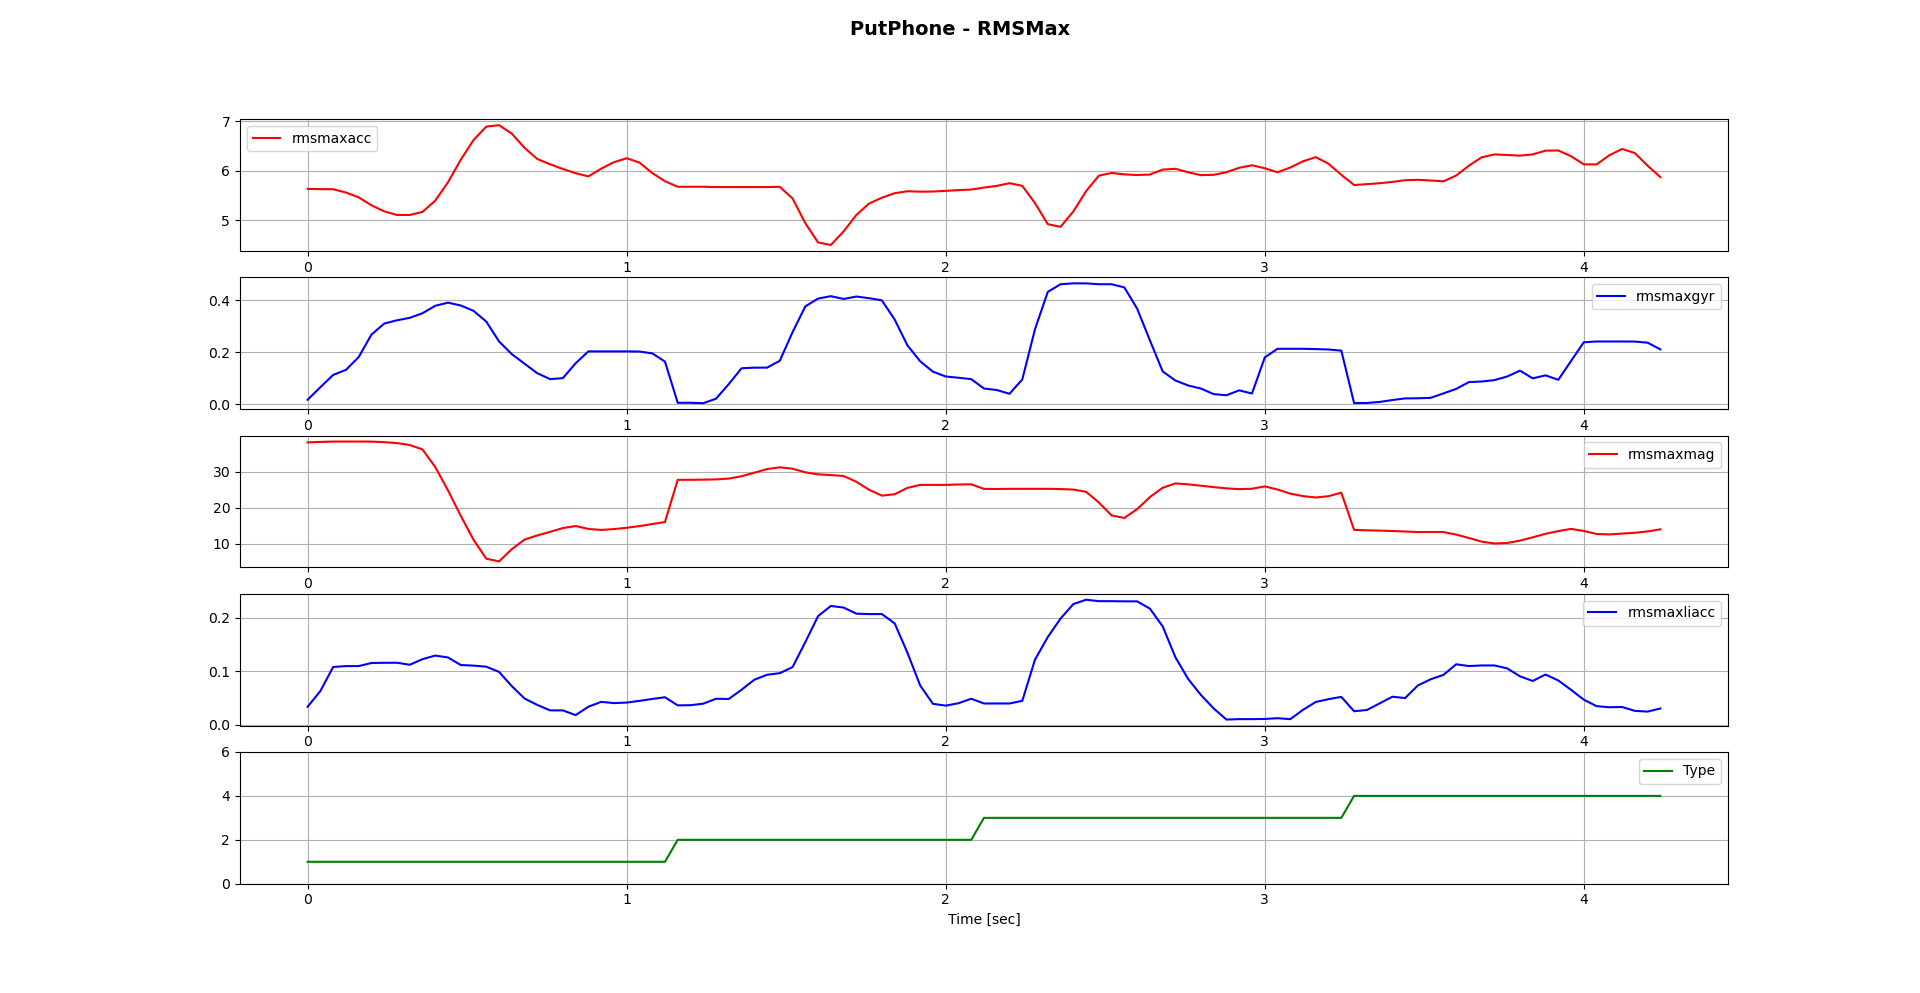 PutPhone - RMSMax
rmsmaxacc
7
6
5
0 1 2 3 4
rmsmaxgyr
0.4
0.2
0.0
0 1 2 3 4
rmsmaxmag
30
20
10
0 1 2 3 4
rmsmaxliacc
0.2
0.1
0.0
0 1 2 3 4
Type
6
4
2
0
0 1 2 3 4
Time [sec]